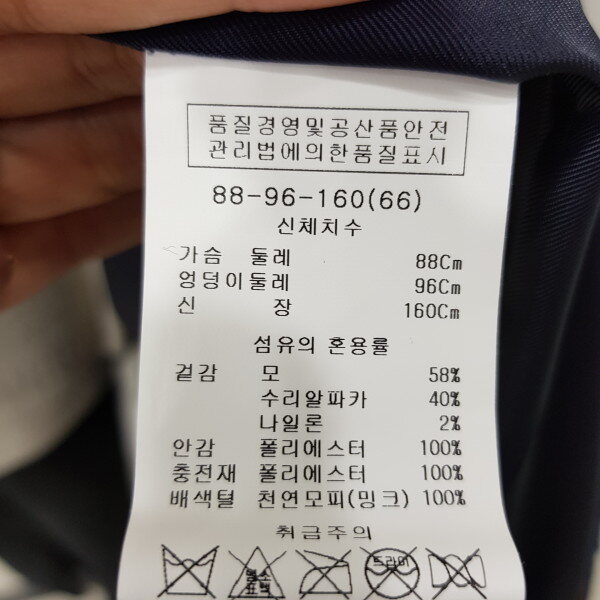 품질경영및공산품안전
관리법에의한품질표시
88-96-160(66)
신체치수
가슴 둘레 88Cm
엉덩이둘레 96Cm
신 장 160Cm
섬유의 혼용률
겉감 모 58%
수리알파카 40%
나일론 2%
안감 폴리에스터 100%
충전재 폴리에스터 100%
배색털 천연모피(밍크) 100%
취급주의
염소
표백
드라이